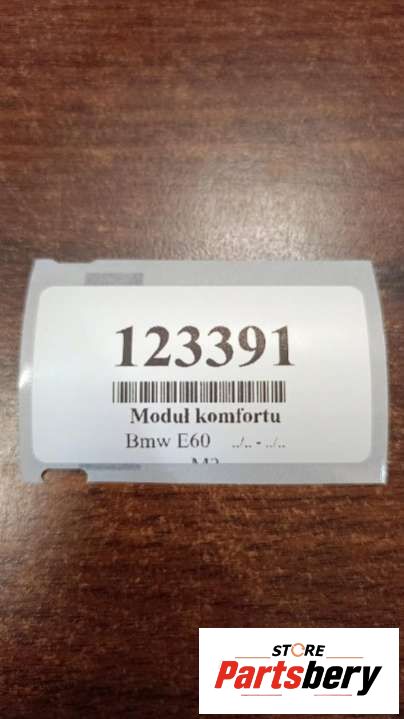 123391
Moduł komfortu
Bmw E60 ../.. - ../..
STORE
Partsbery